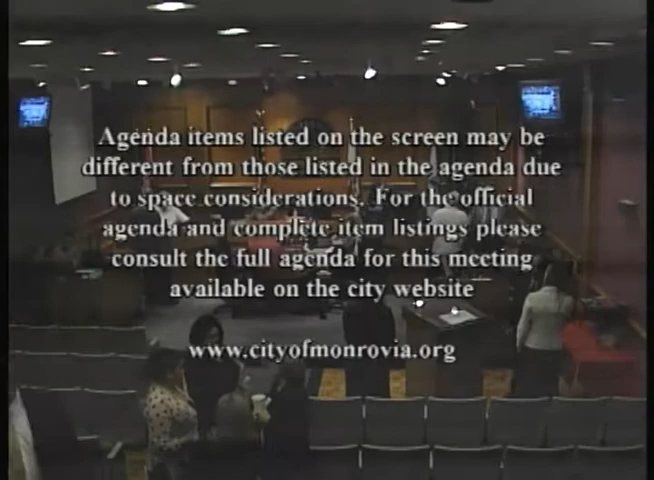 Agenda items listed on the screen may be
different from those listed in the agenda due
to space considerations. For the official
agenda and complete item listings please
consult the full agenda for this meeting
available on the city website
www.cityofmonrovia.org